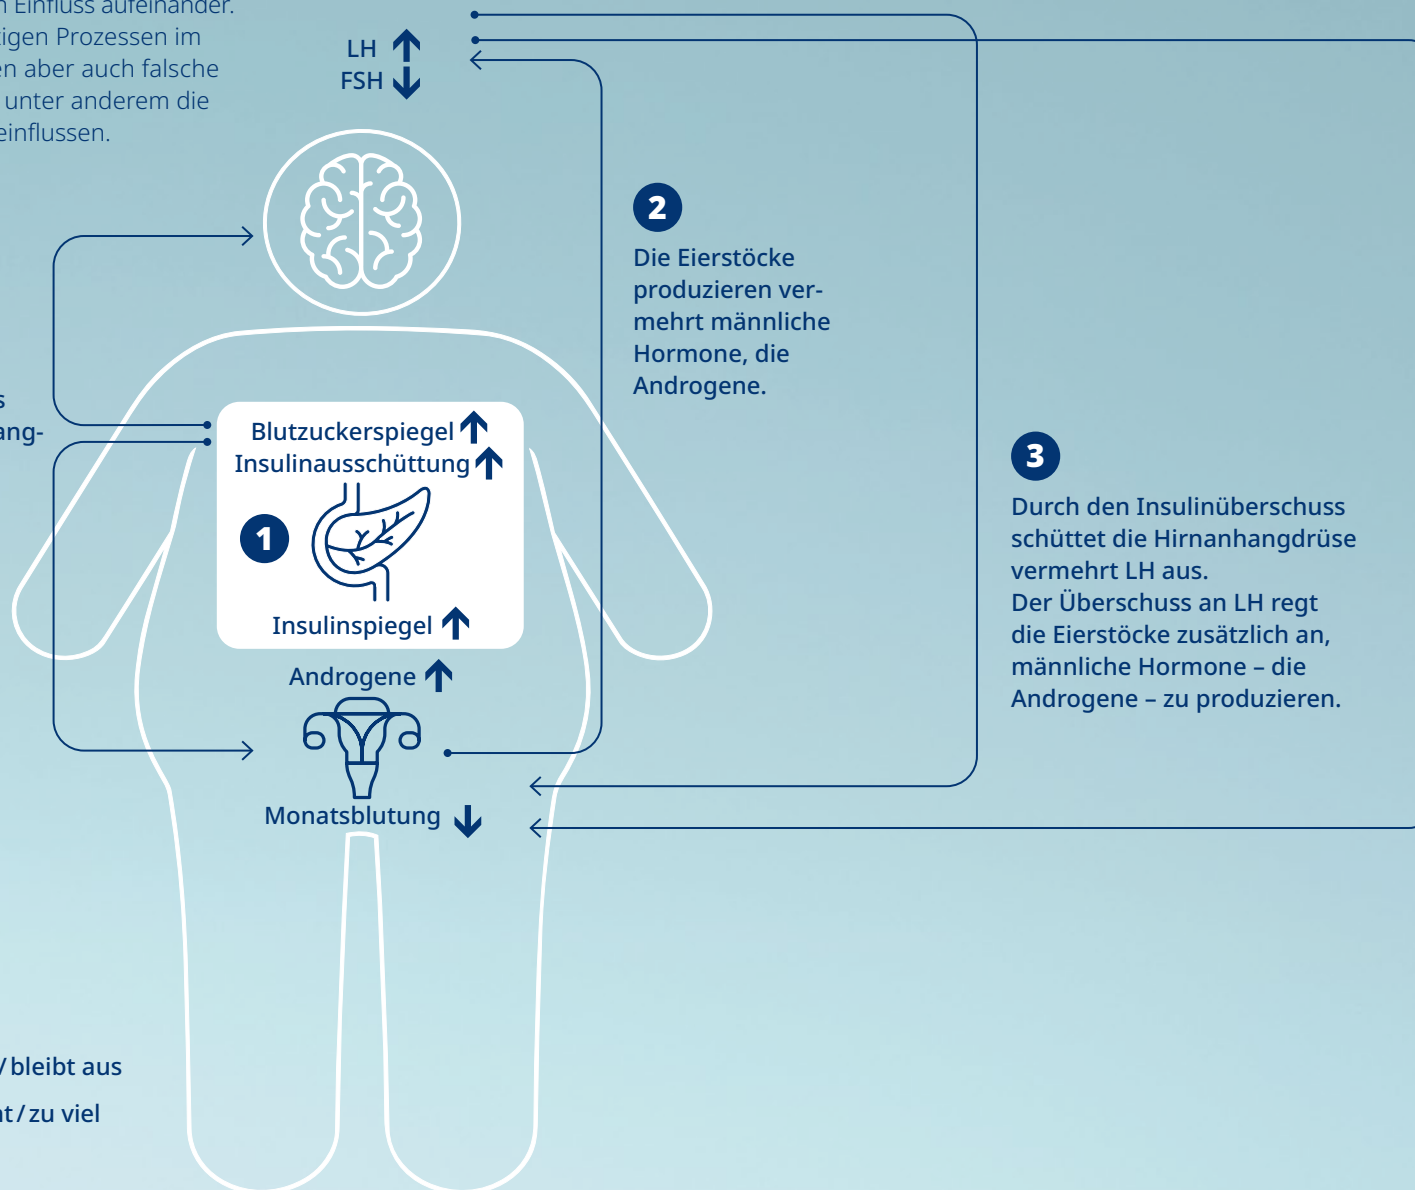 Einfluss aufeinander.
Prozessen im
aber auch falsche
unter anderem die
LH
FSH
2
Die Eierstöcke
produzieren ver-
mehrt männliche
Hormone, die
Androgene.
Blutzuckerspiegel
Insulinausschüttung
1
Insulinspiegel
Androgene
Monatsblutung
3
Durch den Insulinüberschuss
schüttet die Hirnanhangdrüse
vermehrt LH aus.
Der Überschuss an LH regt
die Eierstöcke zusätzlich an,
männliche Hormone – die
Androgene – zu produzieren.
/ bleibt aus
/ zu viel